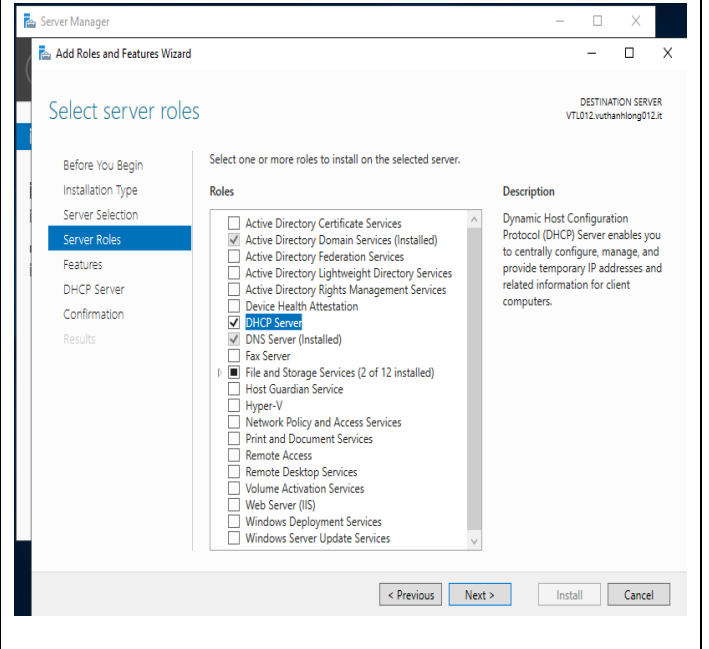 Server Manager
Add Roles and Features Wizard
Select server roles
DESTINATION SERVER
VTL012.vuthanhlong012.it
Before You Begin
Installation Type
Server Selection
Server Roles
Features
DHCP Server
Confirmation
Results
Select one or more roles to install on the selected server.
Roles
Active Directory Certificate Services
Active Directory Domain Services (Installed)
Active Directory Federation Services
Active Directory Lightweight Directory Services
Active Directory Rights Management Services
Device Health Attestation
DHCP Server
DNS Server (Installed)
Fax Server
File and Storage Services (2 of 12 installed)
Host Guardian Service
Hyper-V
Network Policy and Access Services
Print and Document Services
Remote Access
Remote Desktop Services
Volume Activation Services
Web Server (IIS)
Windows Deployment Services
Windows Server Update Services
Description
Dynamic Host Configuration
Protocol (DHCP) Server enables you
to centrally configure, manage, and
provide temporary IP addresses and
related information for client
computers.
< Previous
Next >
Install
Cancel